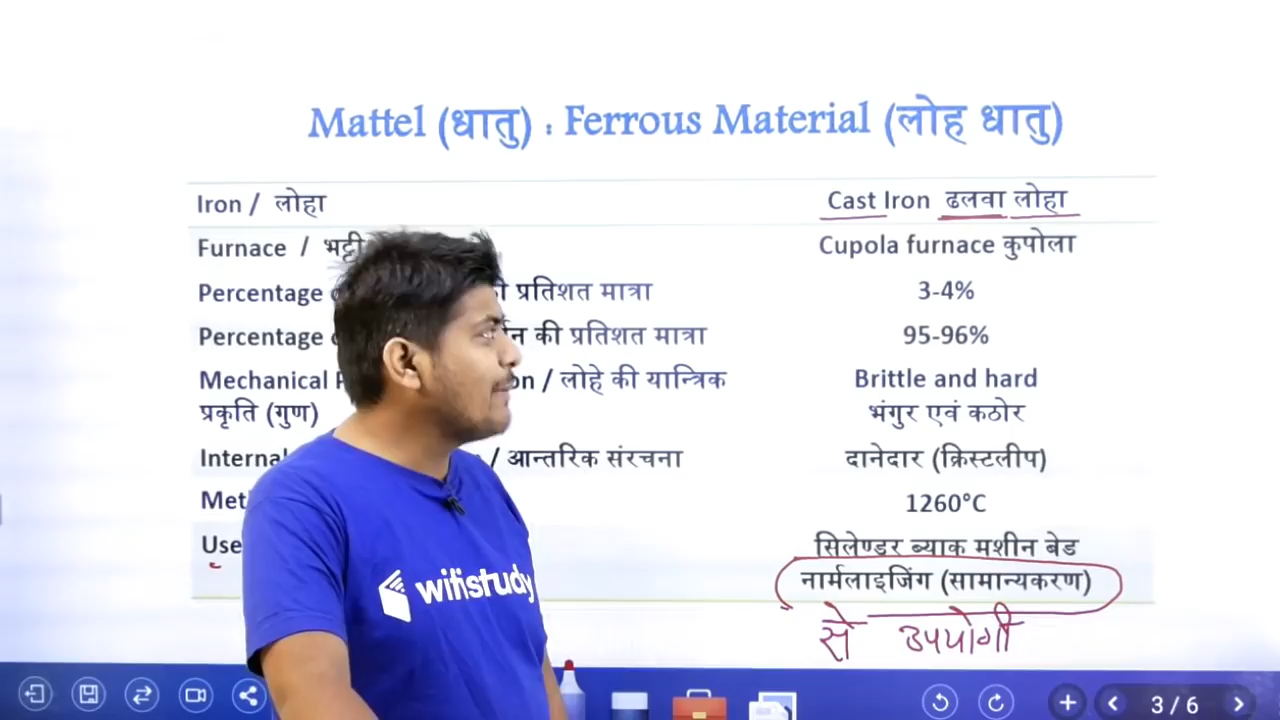 Mattel (धातु) : Ferrous Material (लोह धातु)
Iron / लोहा Cast Iron ढलवा लोहा
Furnace / भट्टी Cupola furnace कुपोला
Percentage प्रतिशत मात्रा 3-4%
Percentage की प्रतिशत मात्रा 95-96%
Mechanical / लोहे की यान्त्रिक Brittle and hard
प्रकृति (गुण) भंगुर एवं कठोर
Internal / आन्तरिक संरचना दानेदार (क्रिस्टलीप)
1260°C
Use सिलेण्डर ब्याक मशीन बेड
नार्मलाइजिंग (सामान्यकरण)
से उपयोगी
wifistudy
3 / 6